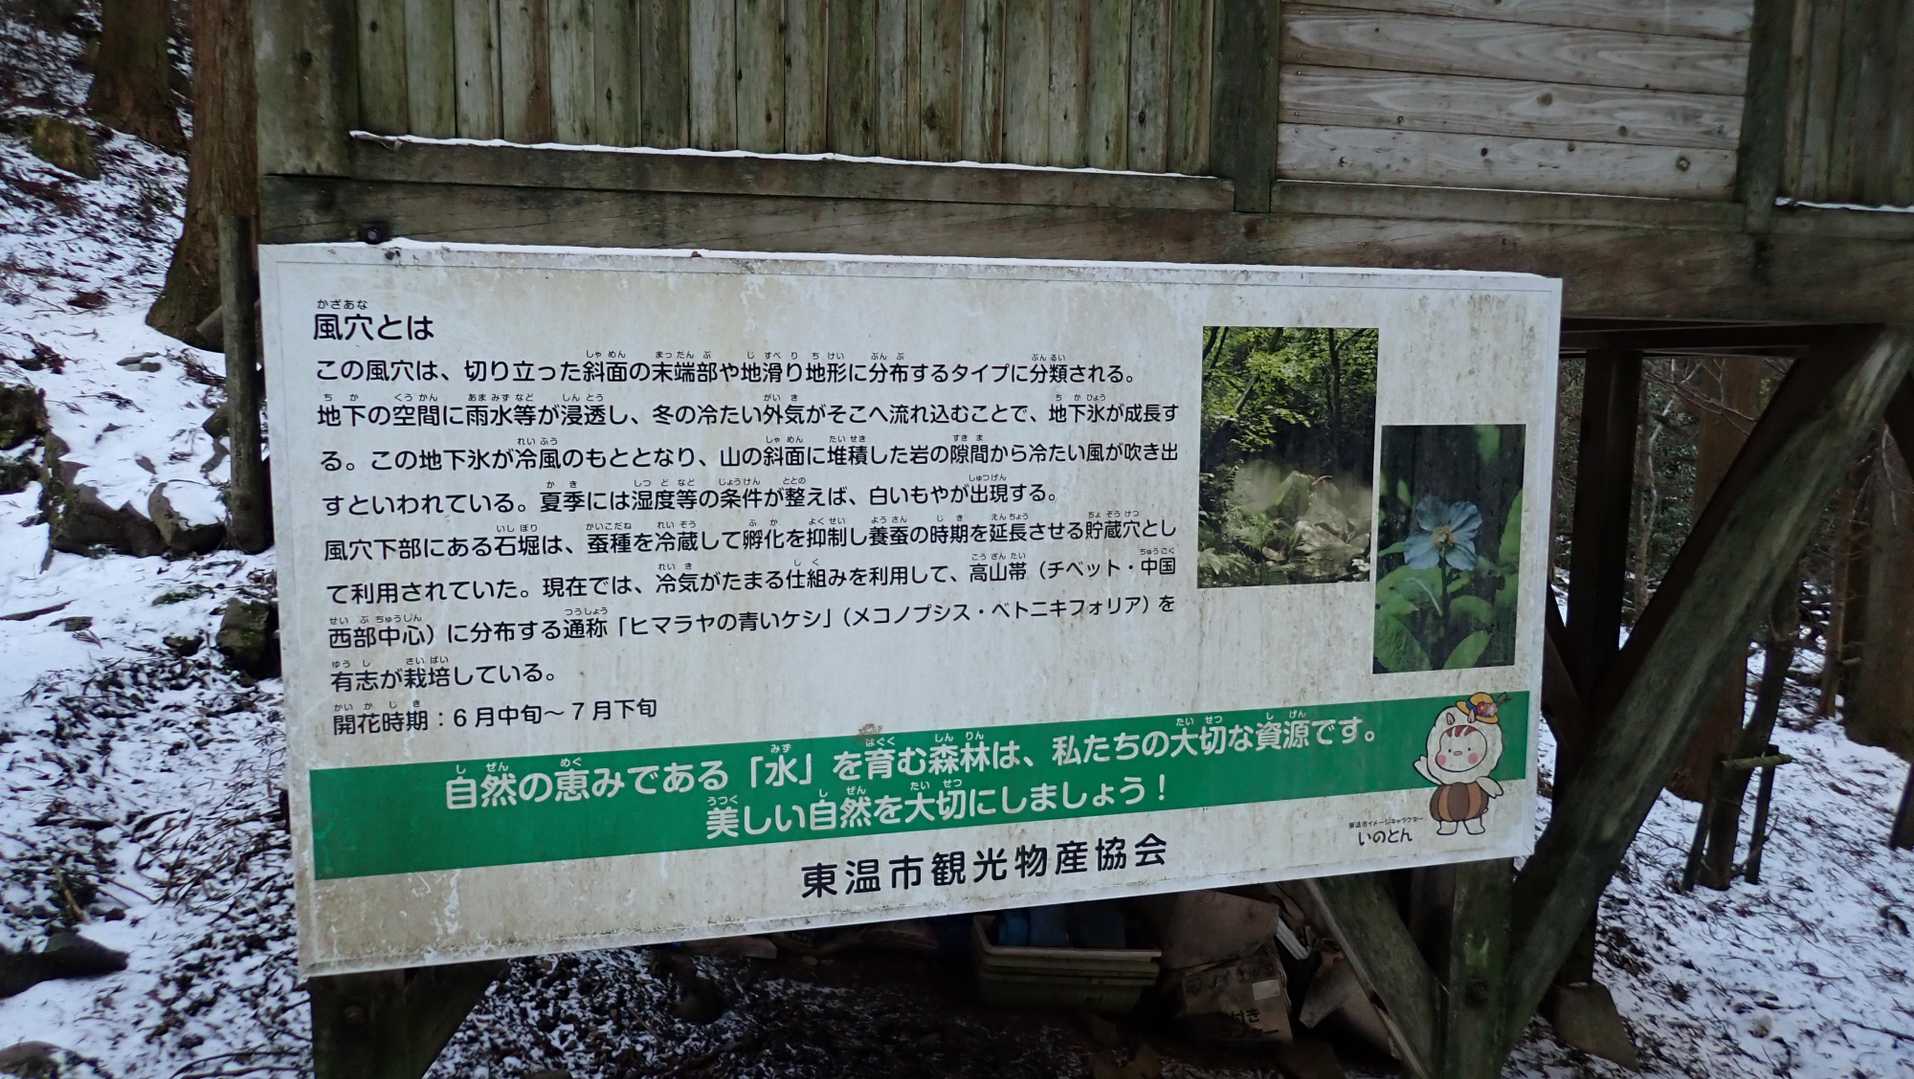 風穴とは
この風穴は、切り立った斜面の末端部や地滑り地形に分布するタイプに分類される。
地下の空間に雨水等が浸透し、冬の冷たい外気がそこへ流れ込むことで、地下氷が成長す
る。この地下氷が冷風のもととなり、山の斜面に堆積した岩の隙間から冷たい風が吹き出
すといわれている。夏季には湿度等の条件が整えば、白いもやが出現する。
風穴下部にある石堀は、蚕種を冷蔵して孵化を抑制し養蚕の時期を延長させる貯蔵穴とし
て利用されていた。現在では、冷気がたまる仕組みを利用して、高山帯（チベット・中国
西部中心）に分布する通称「ヒマラヤの青いケシ」（メコノプシス・ベトニキフォリア）を
有志が栽培している。
開花時期：６月中旬～７月下旬
自然の恵みである「水」を育む森林は、私たちの大切な資源です。
美しい自然を大切にしましょう！
東温市イメージキャラクター
いのとん
東温市観光物産協会